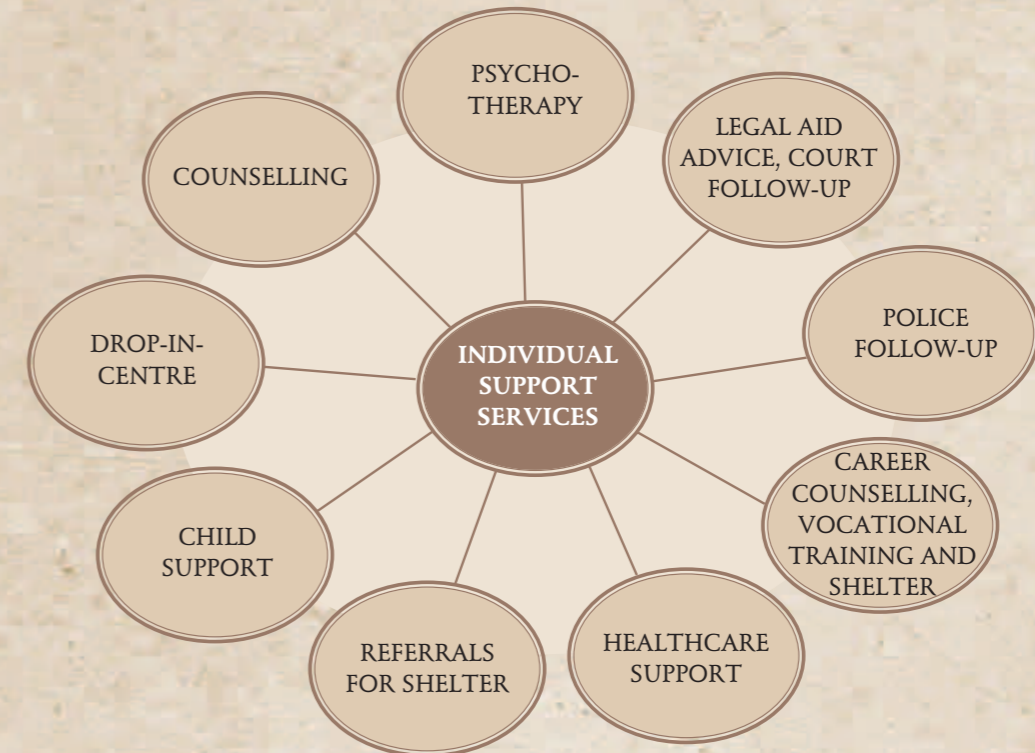 PSYCHO-
THERAPY
LEGAL AID
ADVICE, COURT
FOLLOW-UP
POLICE
FOLLOW-UP
CAREER
COUNSELLING,
VOCATIONAL
TRAINING AND
SHELTER
HEALTHCARE
SUPPORT
REFERRALS
FOR SHELTER
CHILD
SUPPORT
DROP-IN-
CENTRE
COUNSELLING
INDIVIDUAL
SUPPORT
SERVICES